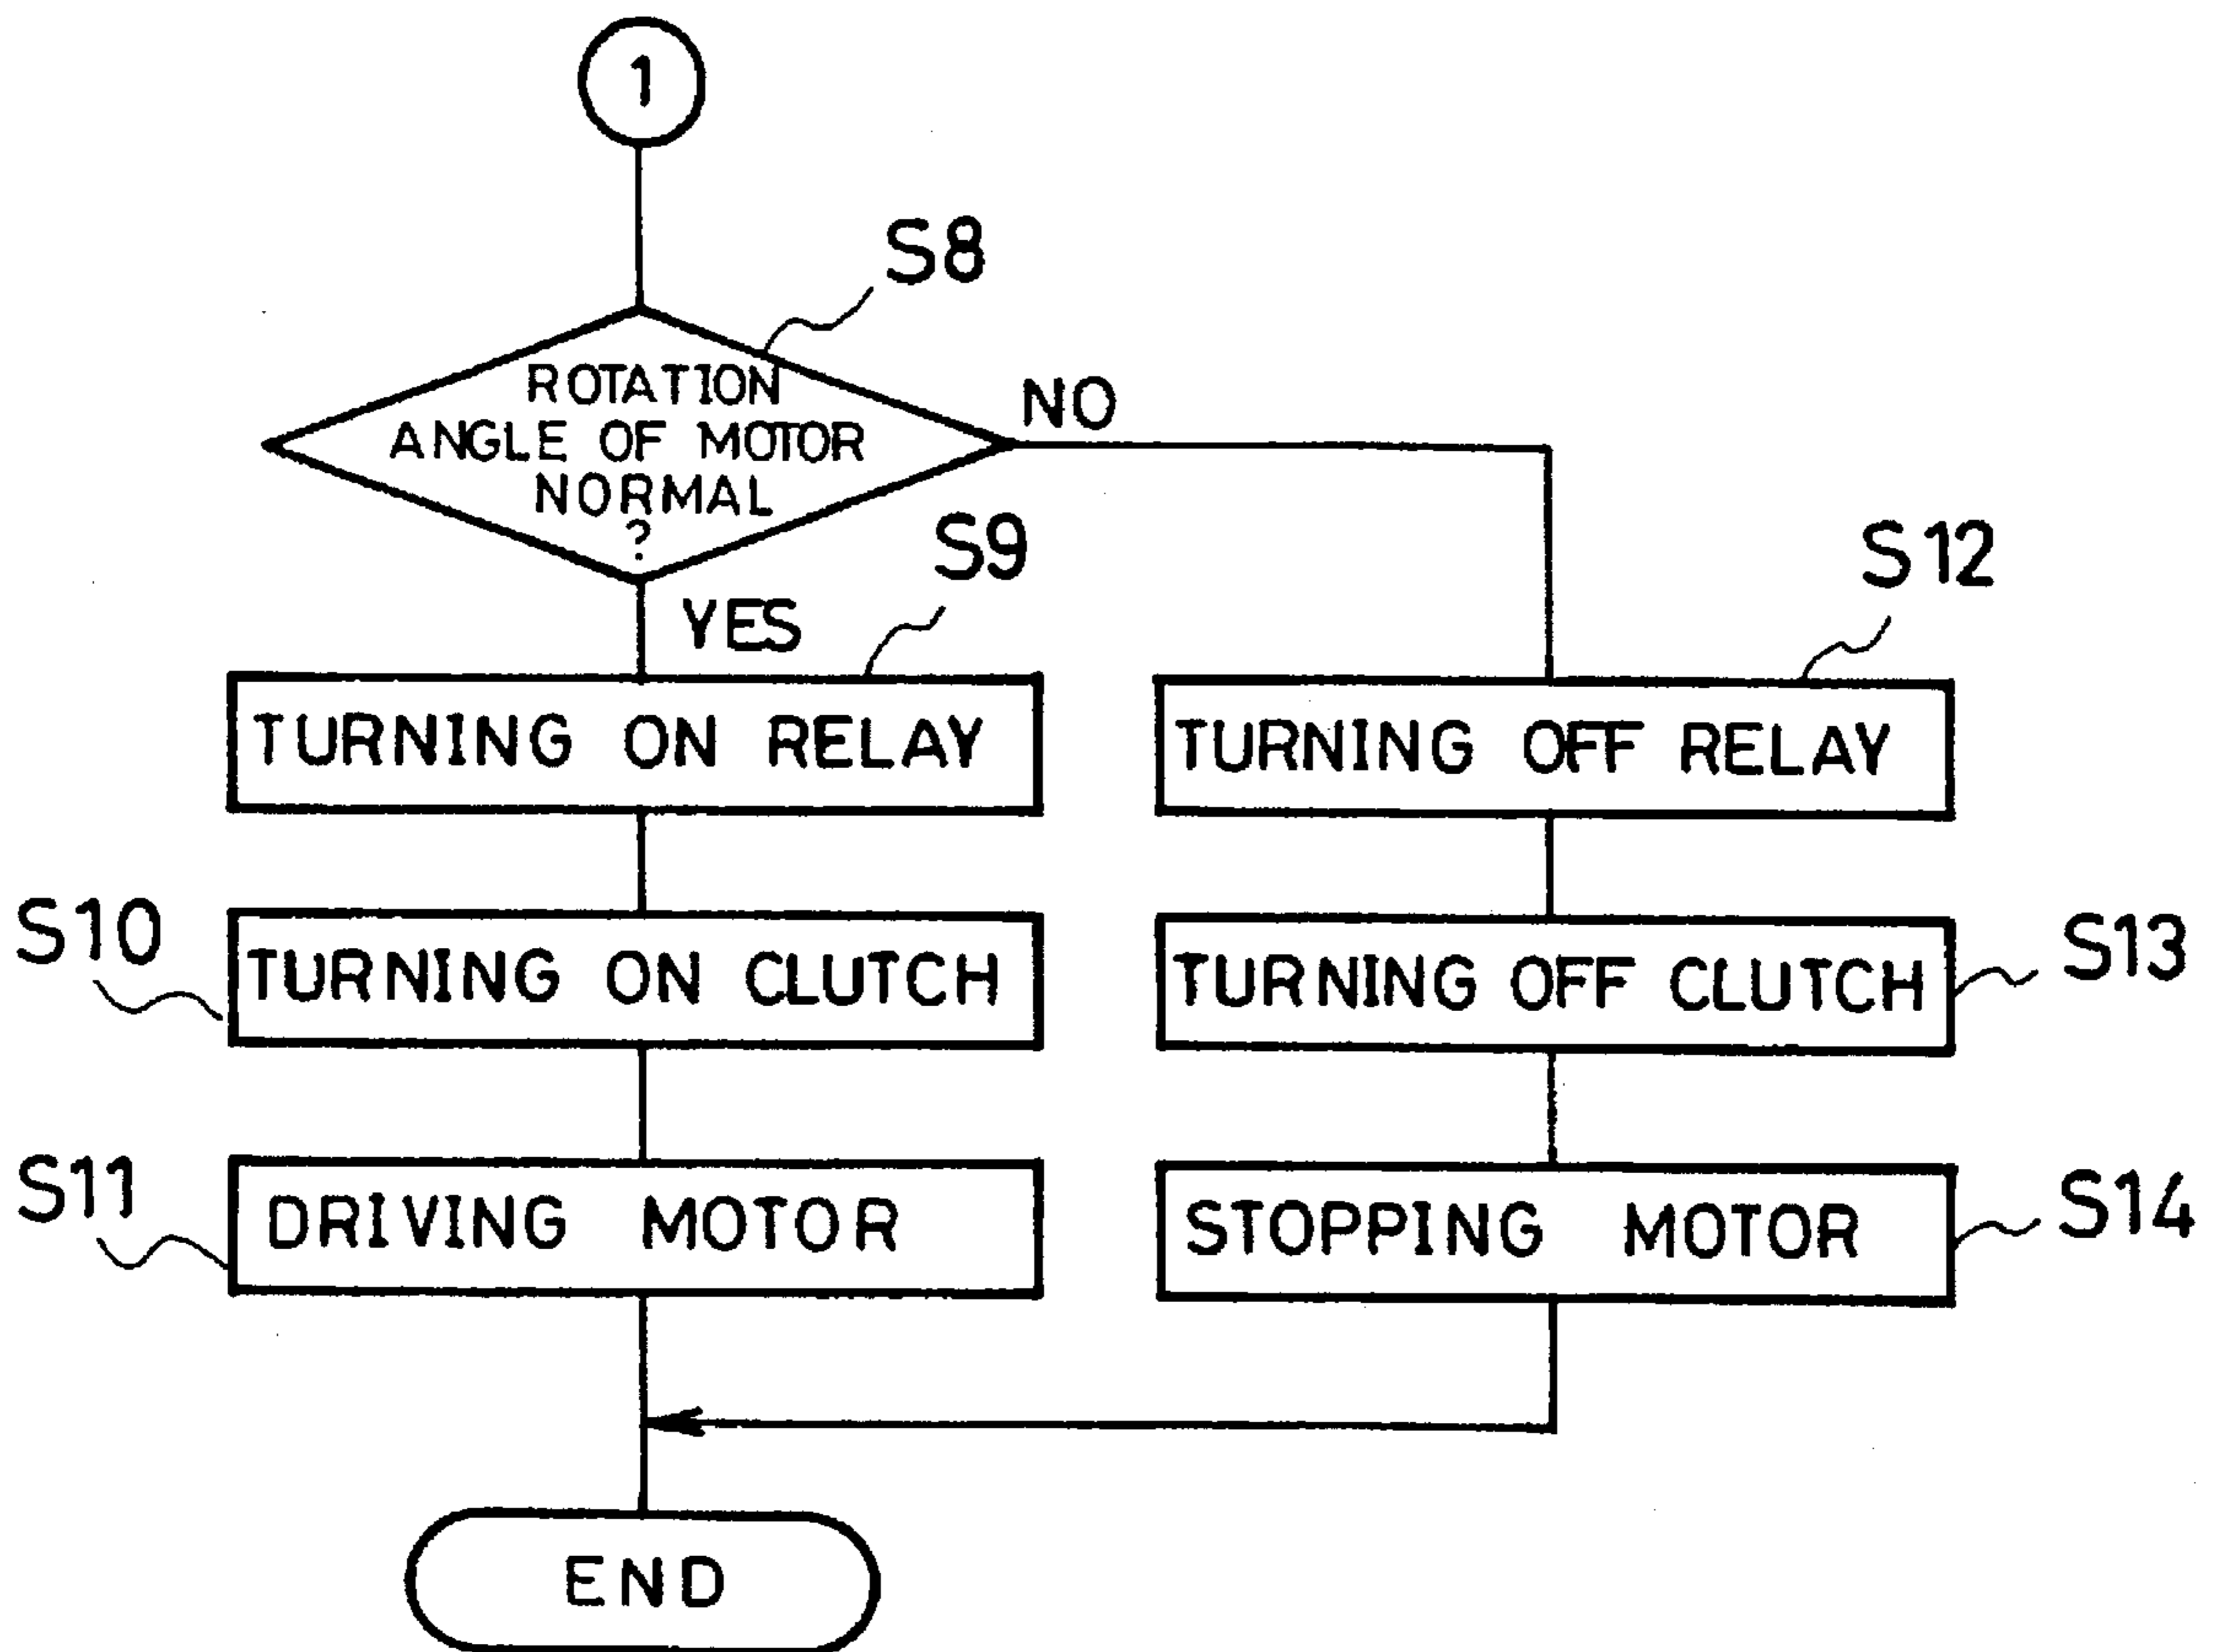 1
S8
ROTATION
ANGLE OF MOTOR
NORMAL
?
NO
YES
S9
S12
TURNING ON RELAY
TURNING OFF RELAY
S10
TURNING ON CLUTCH
TURNING OFF CLUTCH
S13
S11
DRIVING MOTOR
STOPPING MOTOR
S14
END